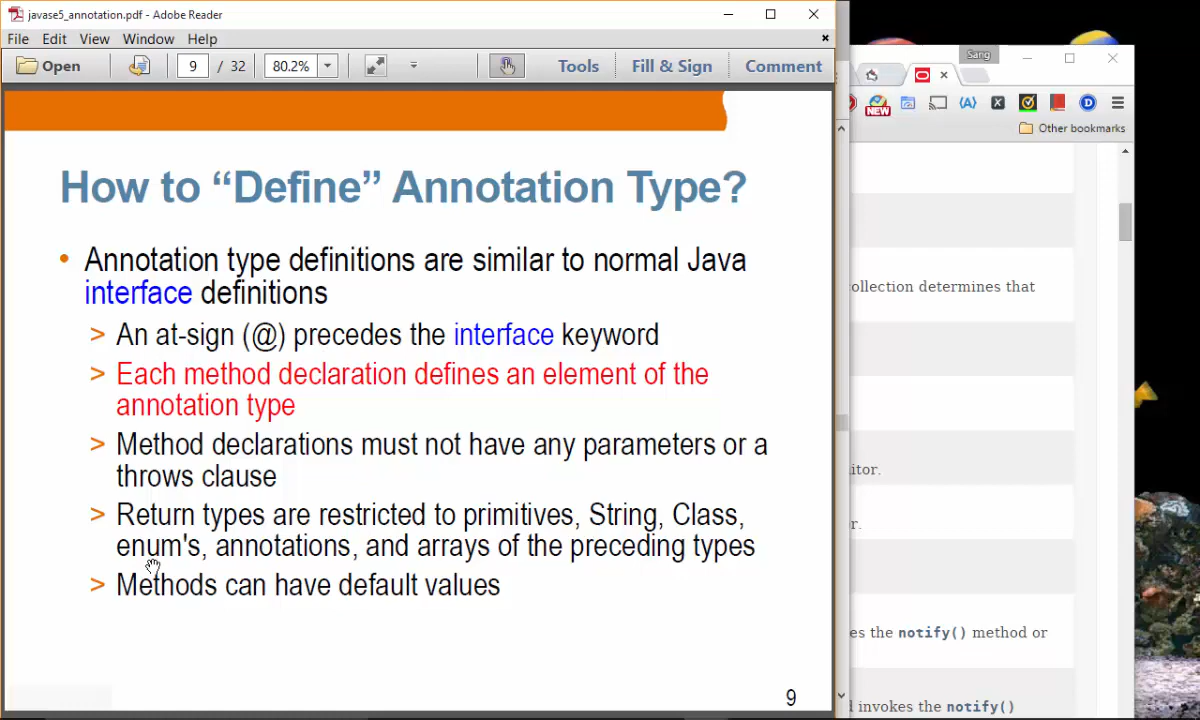 javase5_annotation.pdf - Adobe Reader
File Edit View Window Help
Open 9 / 32 80.2% Tools Fill & Sign Comment
How to “Define” Annotation Type?
• Annotation type definitions are similar to normal Java
interface definitions
> An at-sign (@) precedes the interface keyword
> Each method declaration defines an element of the
annotation type
> Method declarations must not have any parameters or a
throws clause
> Return types are restricted to primitives, String, Class,
enum's, annotations, and arrays of the preceding types
> Methods can have default values
9
Sang
NEW
Other bookmarks
ollection determines that
itor.
r.
es the notify() method or
invokes the notify()